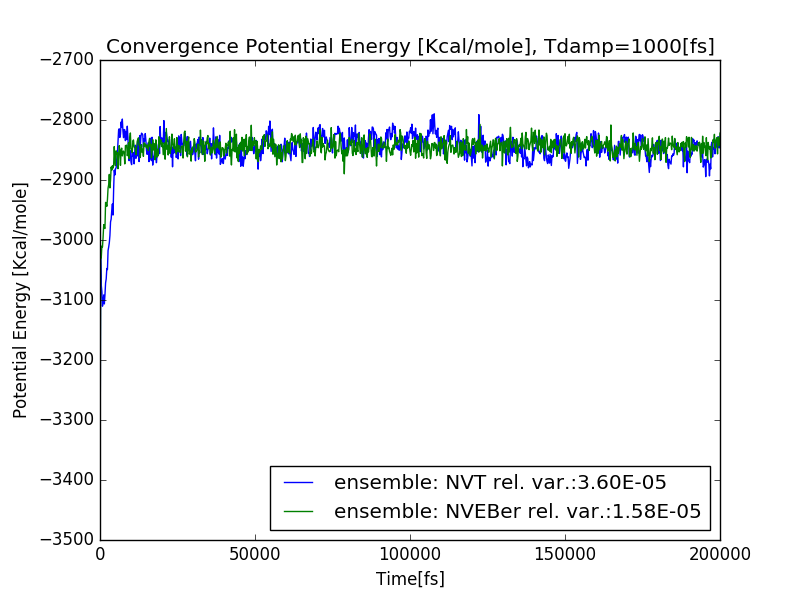 Convergence Potential Energy [Kcal/mole], Tdamp=1000[fs]
−2700
−2800
−2900
−3000
−3100
−3200
−3300
−3400
−3500
Potential Energy [Kcal/mole]
ensemble: NVT rel. var.:3.60E-05
ensemble: NVEBer rel. var.:1.58E-05
0 50000 100000 150000 200000
Time[fs]